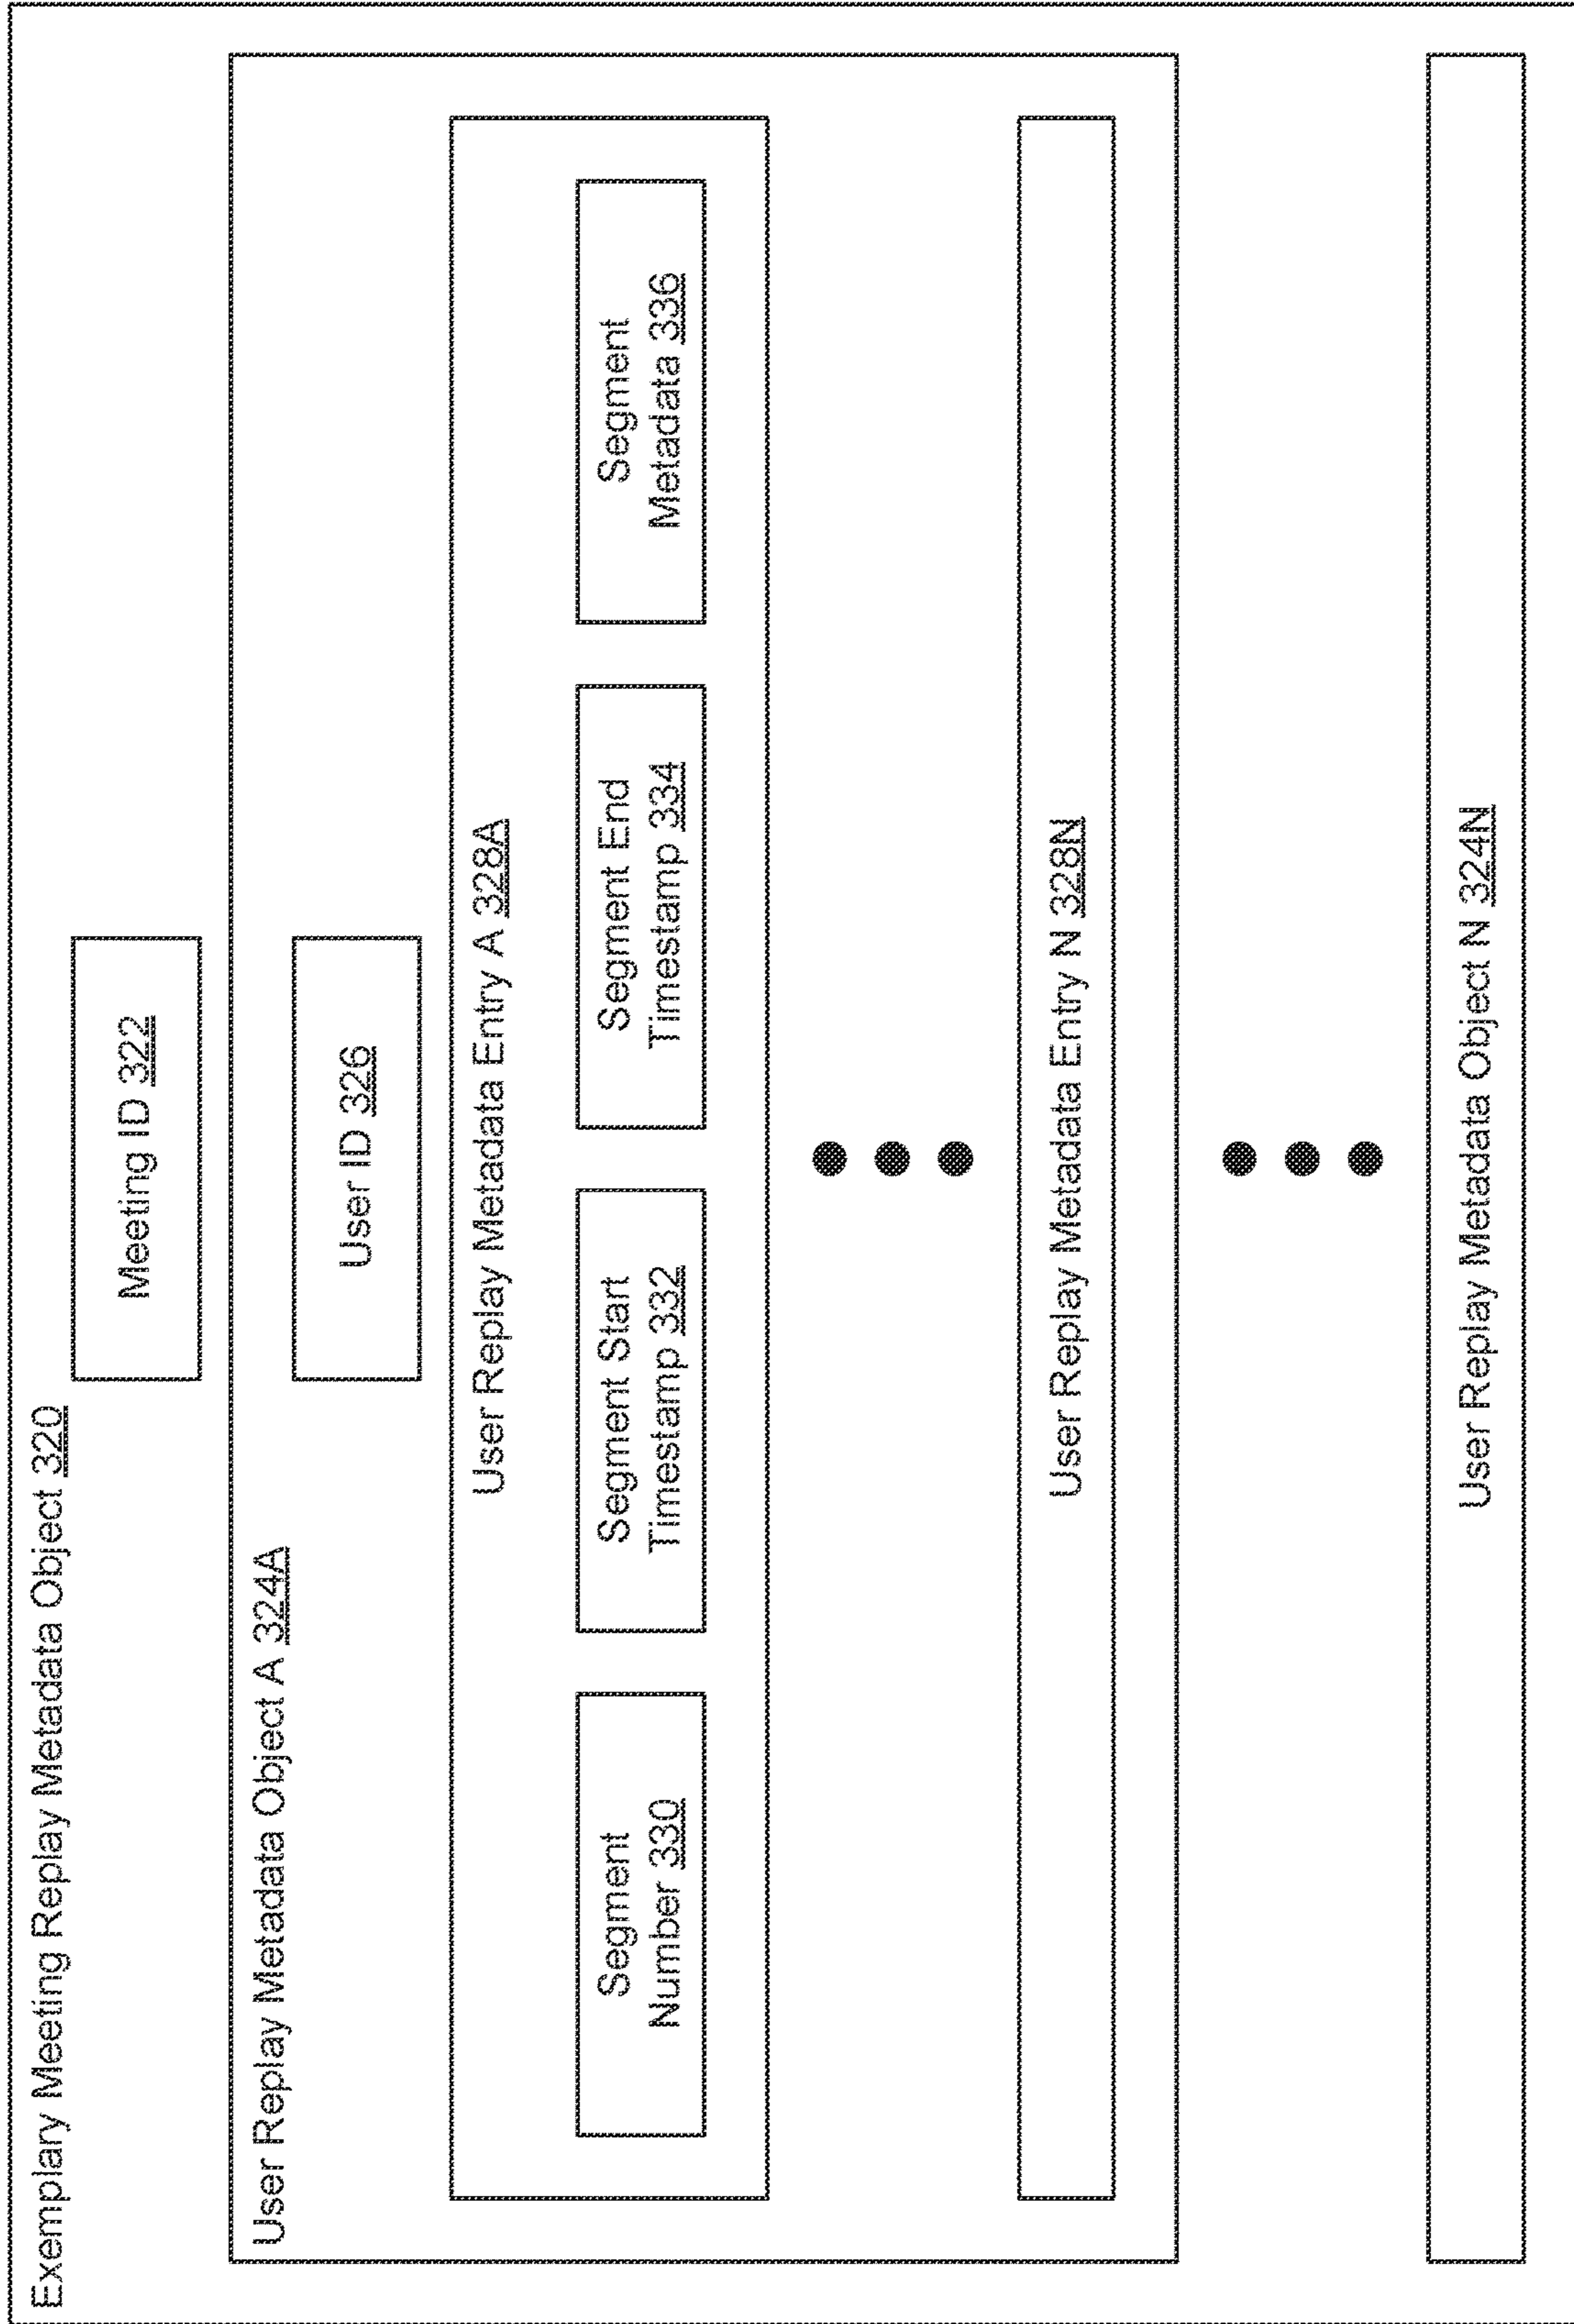 Exemplary Meeting Replay Metadata Object 320
Meeting ID 322
User Replay Metadata Object A 324A
User ID 326
User Replay Metadata Entry A 328A
Segment
Number 330
Segment Start
Timestamp 332
Segment End
Timestamp 334
Segment
Metadata 336
User Replay Metadata Entry N 328N
User Replay Metadata Object N 324N